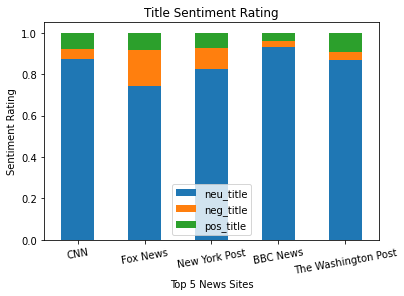 Title Sentiment Rating
Sentiment Rating
1.0
0.8
0.6
0.4
0.2
0.0
neu_title
neg_title
pos_title
CNN
Fox News
New York Post
BBC News
The Washington Post
Top 5 News Sites